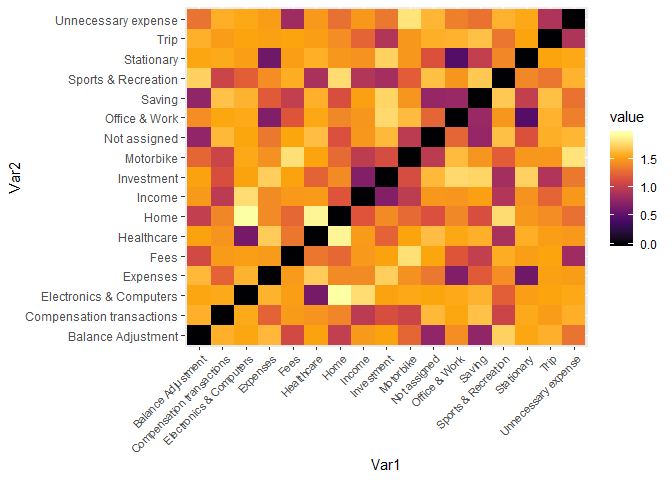 Unnecessary expense
Trip
Stationary
Sports & Recreation
Saving
Office & Work
Not assigned
Motorbike
Investment
Income
Home
Healthcare
Fees
Expenses
Electronics & Computers
Compensation transactions
Balance Adjustment
Var2
Balance Adjustment
Compensation transactions
Electronics & Computers
Expenses
Fees
Healthcare
Home
Income
Investment
Motorbike
Not assigned
Office & Work
Saving
Sports & Recreation
Stationary
Trip
Unnecessary expense
Var1
value
1.5
1.0
0.5
0.0